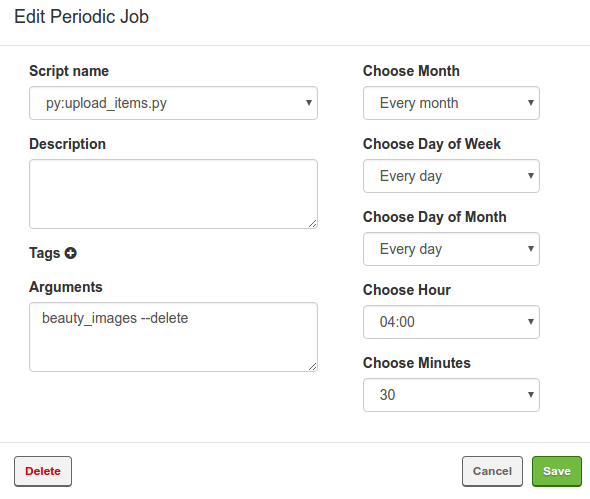 Edit Periodic Job
Script name
py:upload_items.py
Description
Tags
Arguments
beauty_images --delete
Choose Month
Every month
Choose Day of Week
Every day
Choose Day of Month
Every day
Choose Hour
04:00
Choose Minutes
30
Delete
Cancel
Save